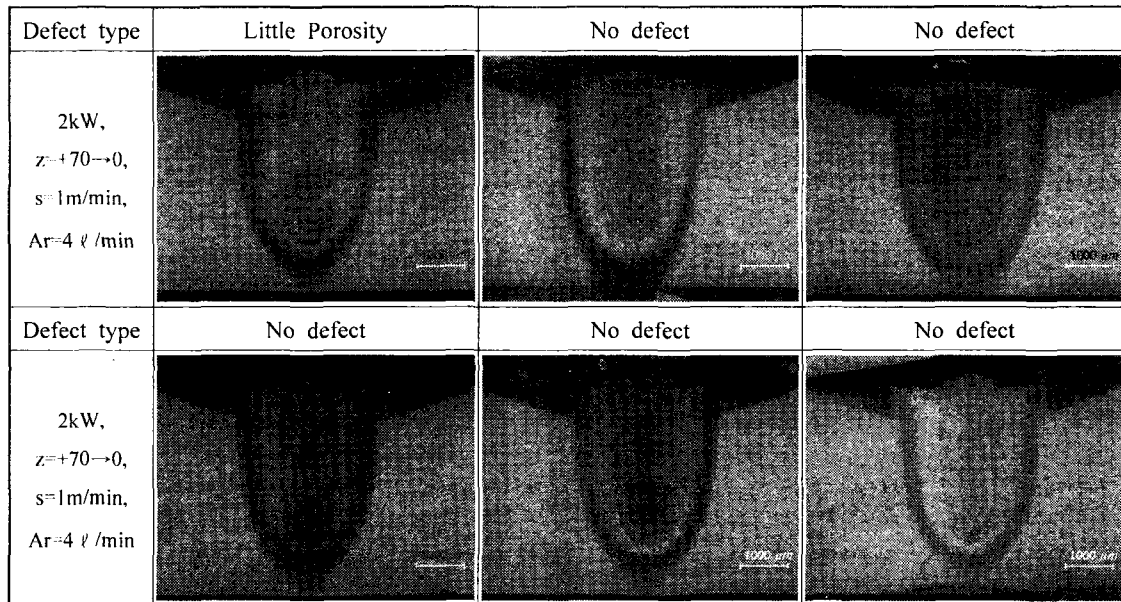 Defect type Little Porosity No defect No defect
2kW,
z=+70→0,
s=1m/min,
Ar=4 ℓ/min
1000 μm
Defect type No defect No defect No defect
2kW,
z=+70→0,
s=1m/min,
Ar=4 ℓ/min
1000 μm 1000 μm